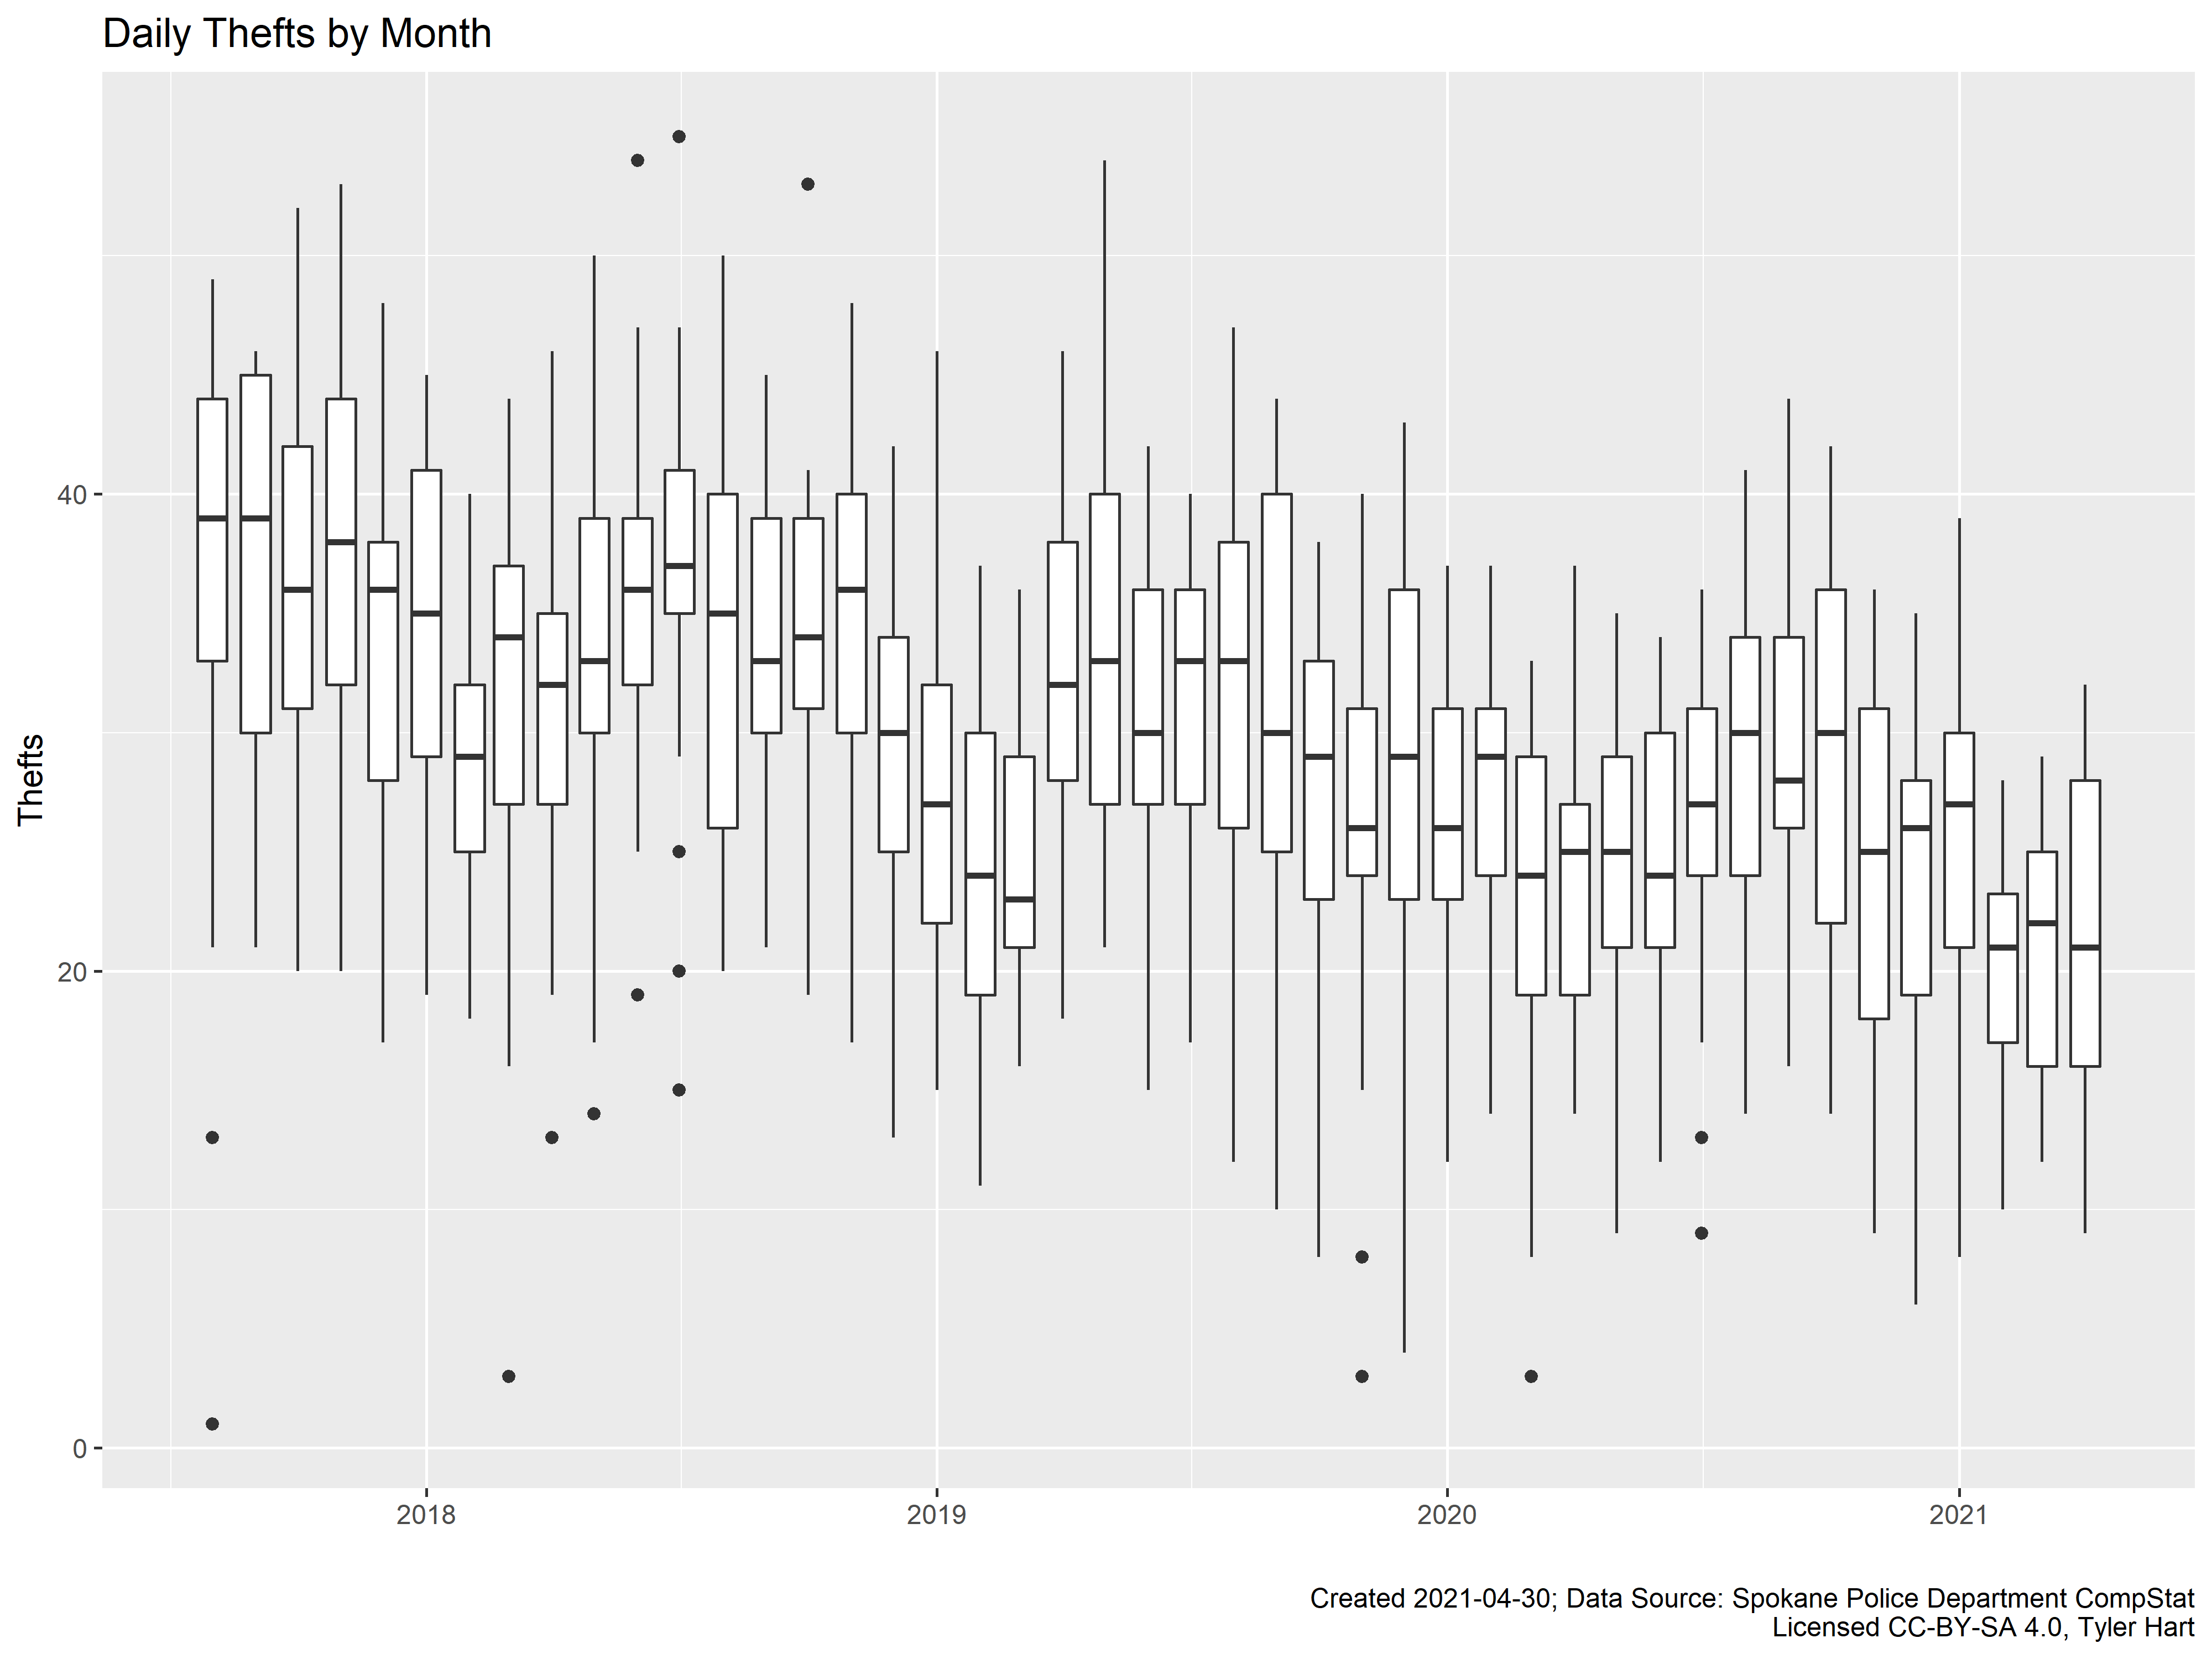 Daily Thefts by Month
Thefts
40
20
0
2018
2019
2020
2021
Created 2021-04-30; Data Source: Spokane Police Department CompStat
Licensed CC-BY-SA 4.0, Tyler Hart